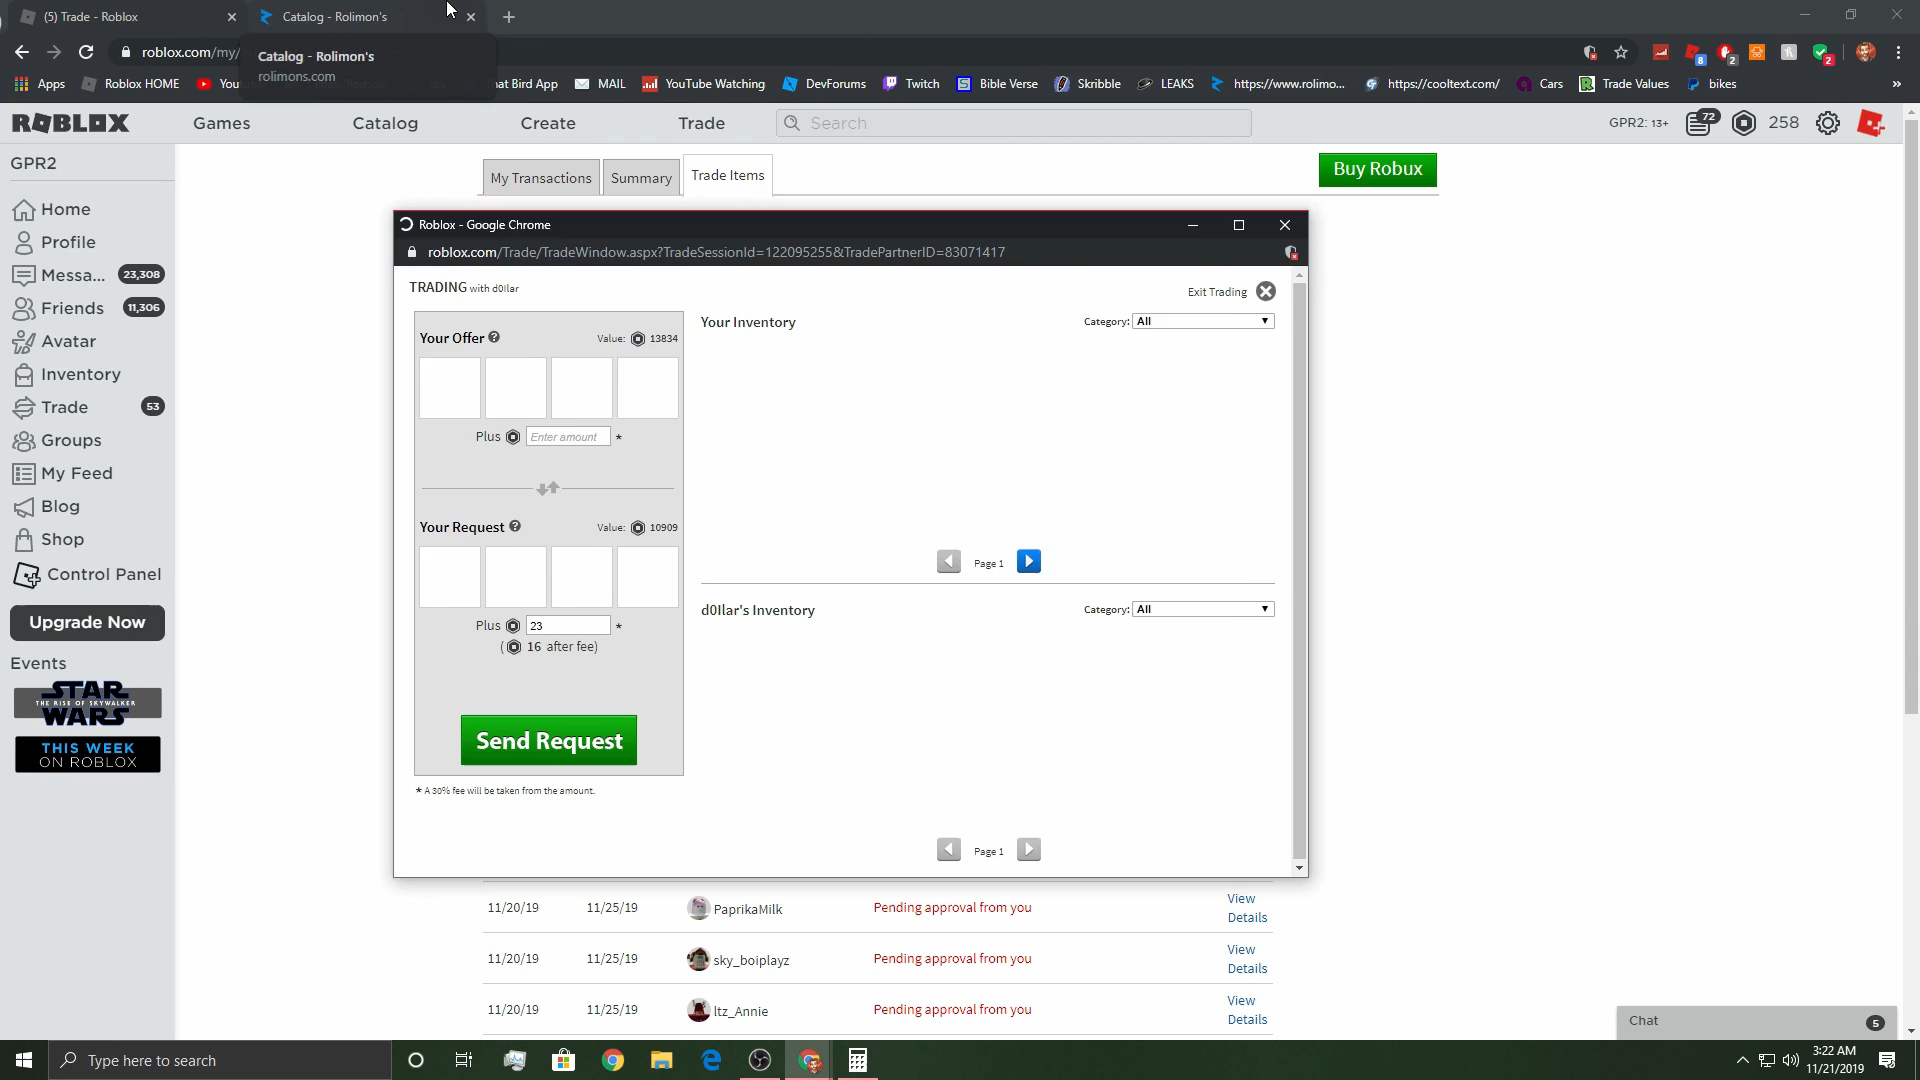 (5) Trade - Roblox
Catalog - Rolimon's
roblox.com/my/
Catalog - Rolimon's
rolimons.com
Apps
Roblox HOME
That Bird App
MAIL
YouTube Watching
DevForums
Twitch
Bible Verse
Skribble
LEAKS
https://www.rolimo...
https://cooltext.com/
Cars
Trade Values
bikes
8
2
2
ROBLOX
Games
Catalog
Create
Trade
Search
GPR2: 13+
72
258
GPR2
Home
Profile
Messa... 23,308
Friends 11,306
Avatar
Inventory
Trade 53
Groups
My Feed
Blog
Shop
Control Panel
Upgrade Now
Events
STAR
THE RISE OF SKYWALKER
WARS
THIS WEEK
ON ROBLOX
My Transactions
Summary
Trade Items
Buy Robux
Roblox - Google Chrome
roblox.com/Trade/TradeWindow.aspx?TradeSessionId=122095255&TradePartnerID=83071417
TRADING with d0llar
Exit Trading
Your Offer ?
Value: 13834
Plus Enter amount *
Your Request ?
Value: 10909
Plus 23 *
( 16 after fee)
Send Request
* A 30% fee will be taken from the amount.
Your Inventory
Category: All
Page 1
d0llar's Inventory
Category: All
Page 1
11/20/19 11/25/19 PaprikaMilk Pending approval from you View Details
11/20/19 11/25/19 sky_boiplayz Pending approval from you View Details
11/20/19 11/25/19 ltz_Annie Pending approval from you View Details
Chat 5
Type here to search
3:22 AM
11/21/2019